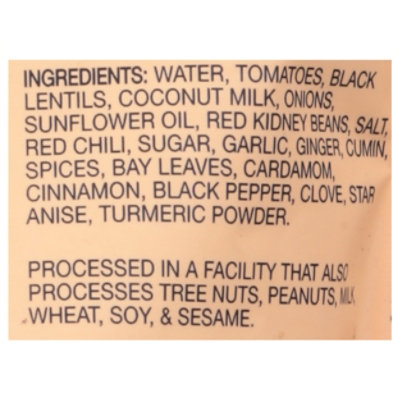 INGREDIENTS: WATER, TOMATOES, BLACK
LENTILS, COCONUT MILK, ONIONS,
SUNFLOWER OIL, RED KIDNEY BEANS, SALT,
RED CHILI, SUGAR, GARLIC, GINGER, CUMIN,
SPICES, BAY LEAVES, CARDAMOM,
CINNAMON, BLACK PEPPER, CLOVE, STAR
ANISE, TURMERIC POWDER.
PROCESSED IN A FACILITY THAT ALSO
PROCESSES TREE NUTS, PEANUTS, MILK,
WHEAT, SOY, & SESAME.